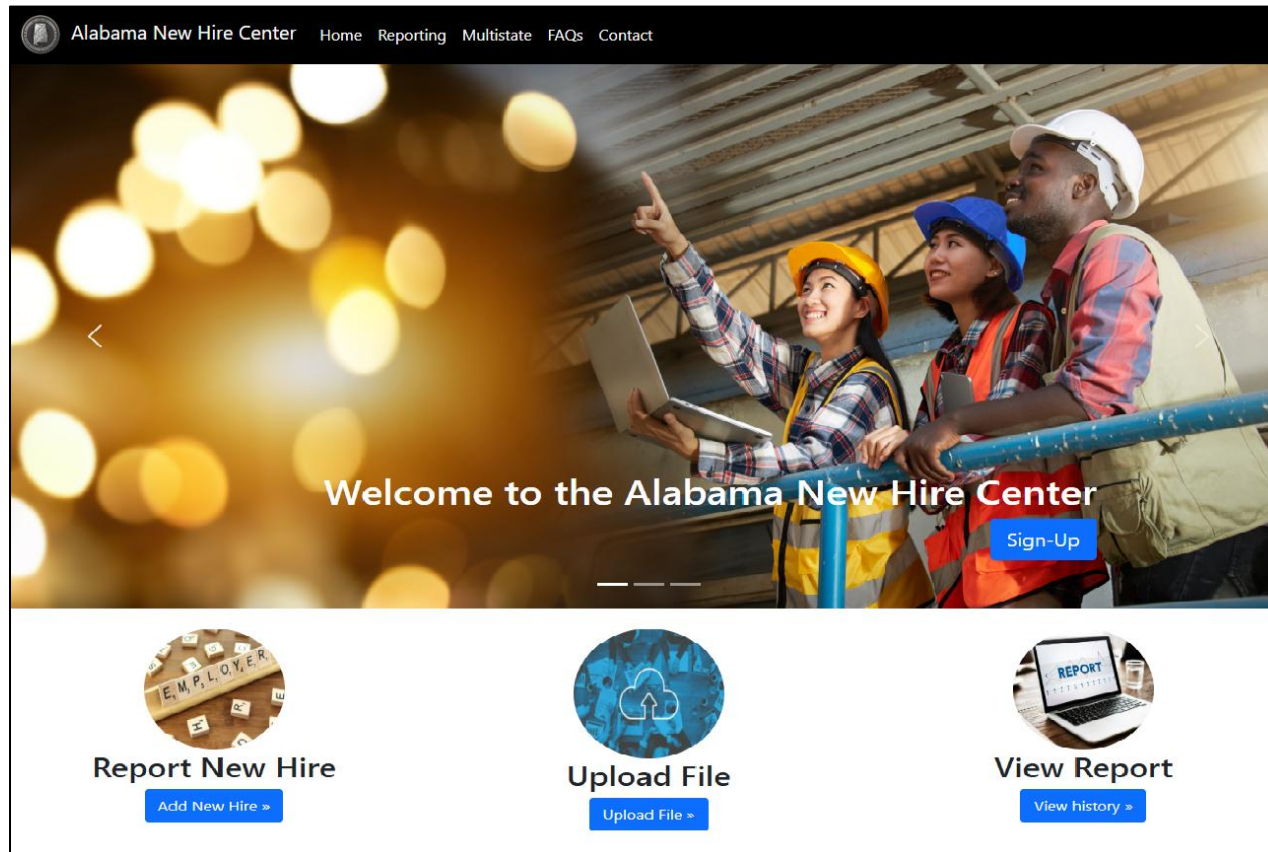 Alabama New Hire Center Home Reporting Multistate FAQs Contact
Welcome to the Alabama New Hire Center
Sign-Up
EMPLOYER
HR
Report New Hire
Add New Hire »
Upload File
Upload File »
REPORT
View Report
View history »